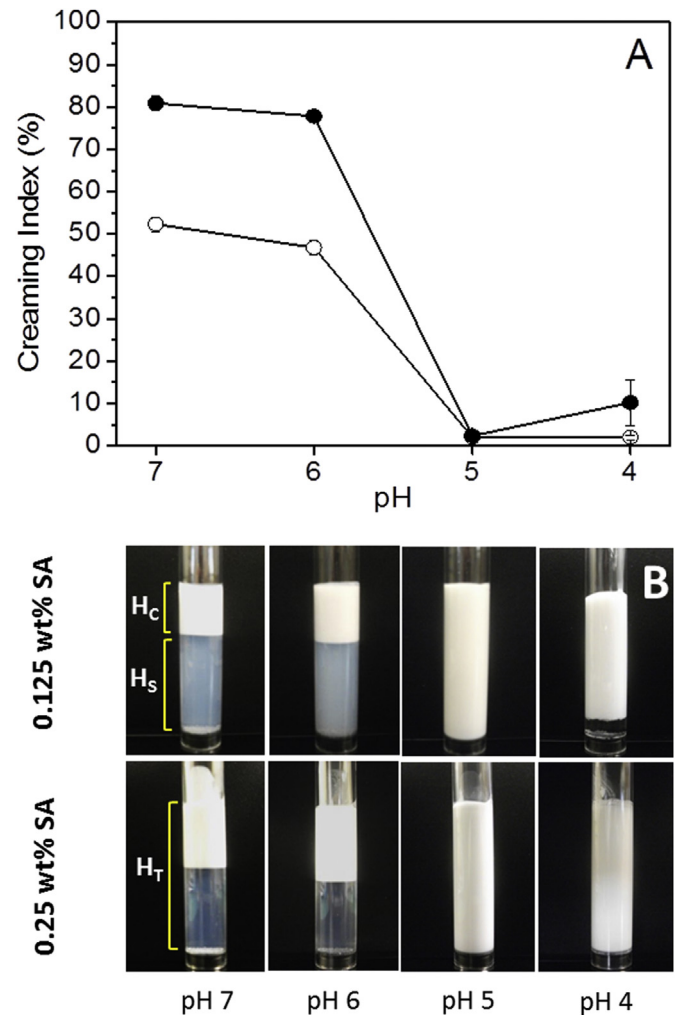 A
100
90
80
70
60
50
40
30
20
10
0
Creaming Index (%)
7 6 5 4
pH
B
0.125 wt% SA
H_C
H_S
0.25 wt% SA
H_T
pH 7 pH 6 pH 5 pH 4